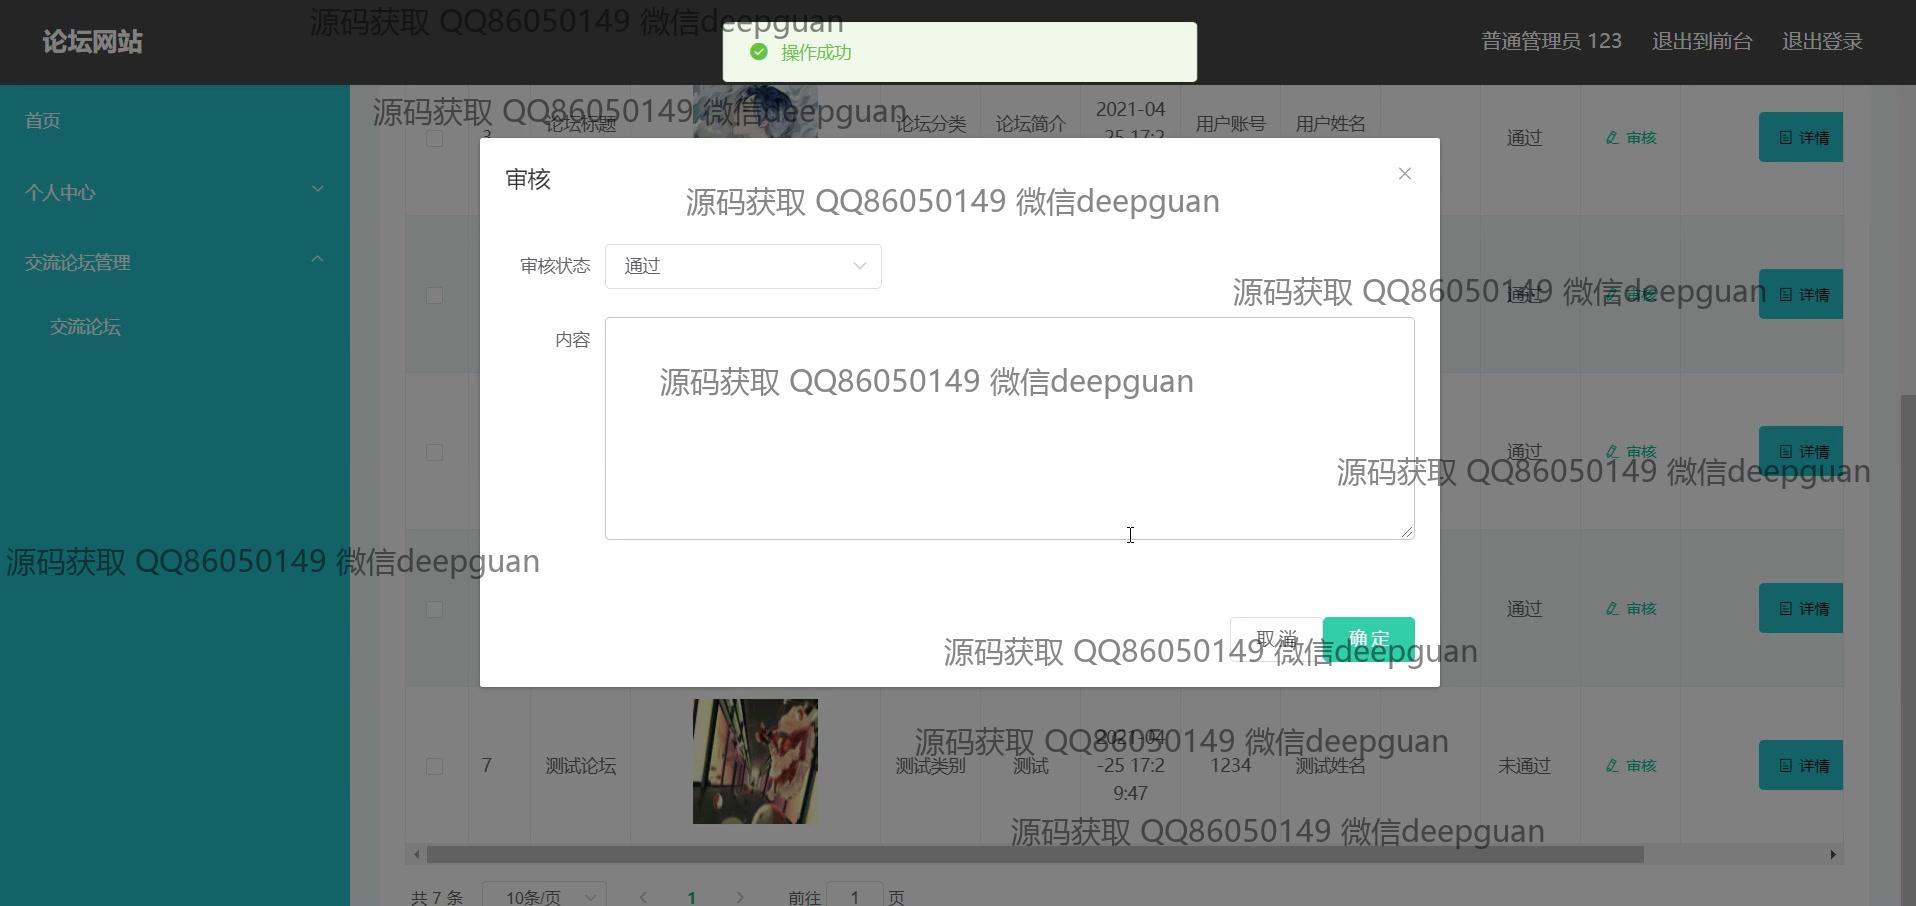 论坛网站
源码获取 QQ86050149 微信deepguan
操作成功
普通管理员 123
退出到前台
退出登录
首页
个人中心
交流论坛管理
交流论坛
源码获取 QQ86050149 微信deepguan
3
论坛标题
论坛分类
论坛简介
2021-04
-25 17:2
用户账号
用户姓名
通过
审核
详情
审核
源码获取 QQ86050149 微信deepguan
审核状态
通过
源码获取 QQ86050149 微信deepguan
通过
审核
详情
内容
源码获取 QQ86050149 微信deepguan
通过
审核
详情
源码获取 QQ86050149 微信deepguan
源码获取 QQ86050149 微信deepguan
通过
审核
详情
取消
确定
源码获取 QQ86050149 微信deepguan
源码获取 QQ86050149 微信deepguan
7
测试论坛
测试类别
测试
2021-04
-25 17:2
9:47
1234
测试姓名
未通过
审核
详情
源码获取 QQ86050149 微信deepguan
共 7 条
10条/页
1
前往
1
页